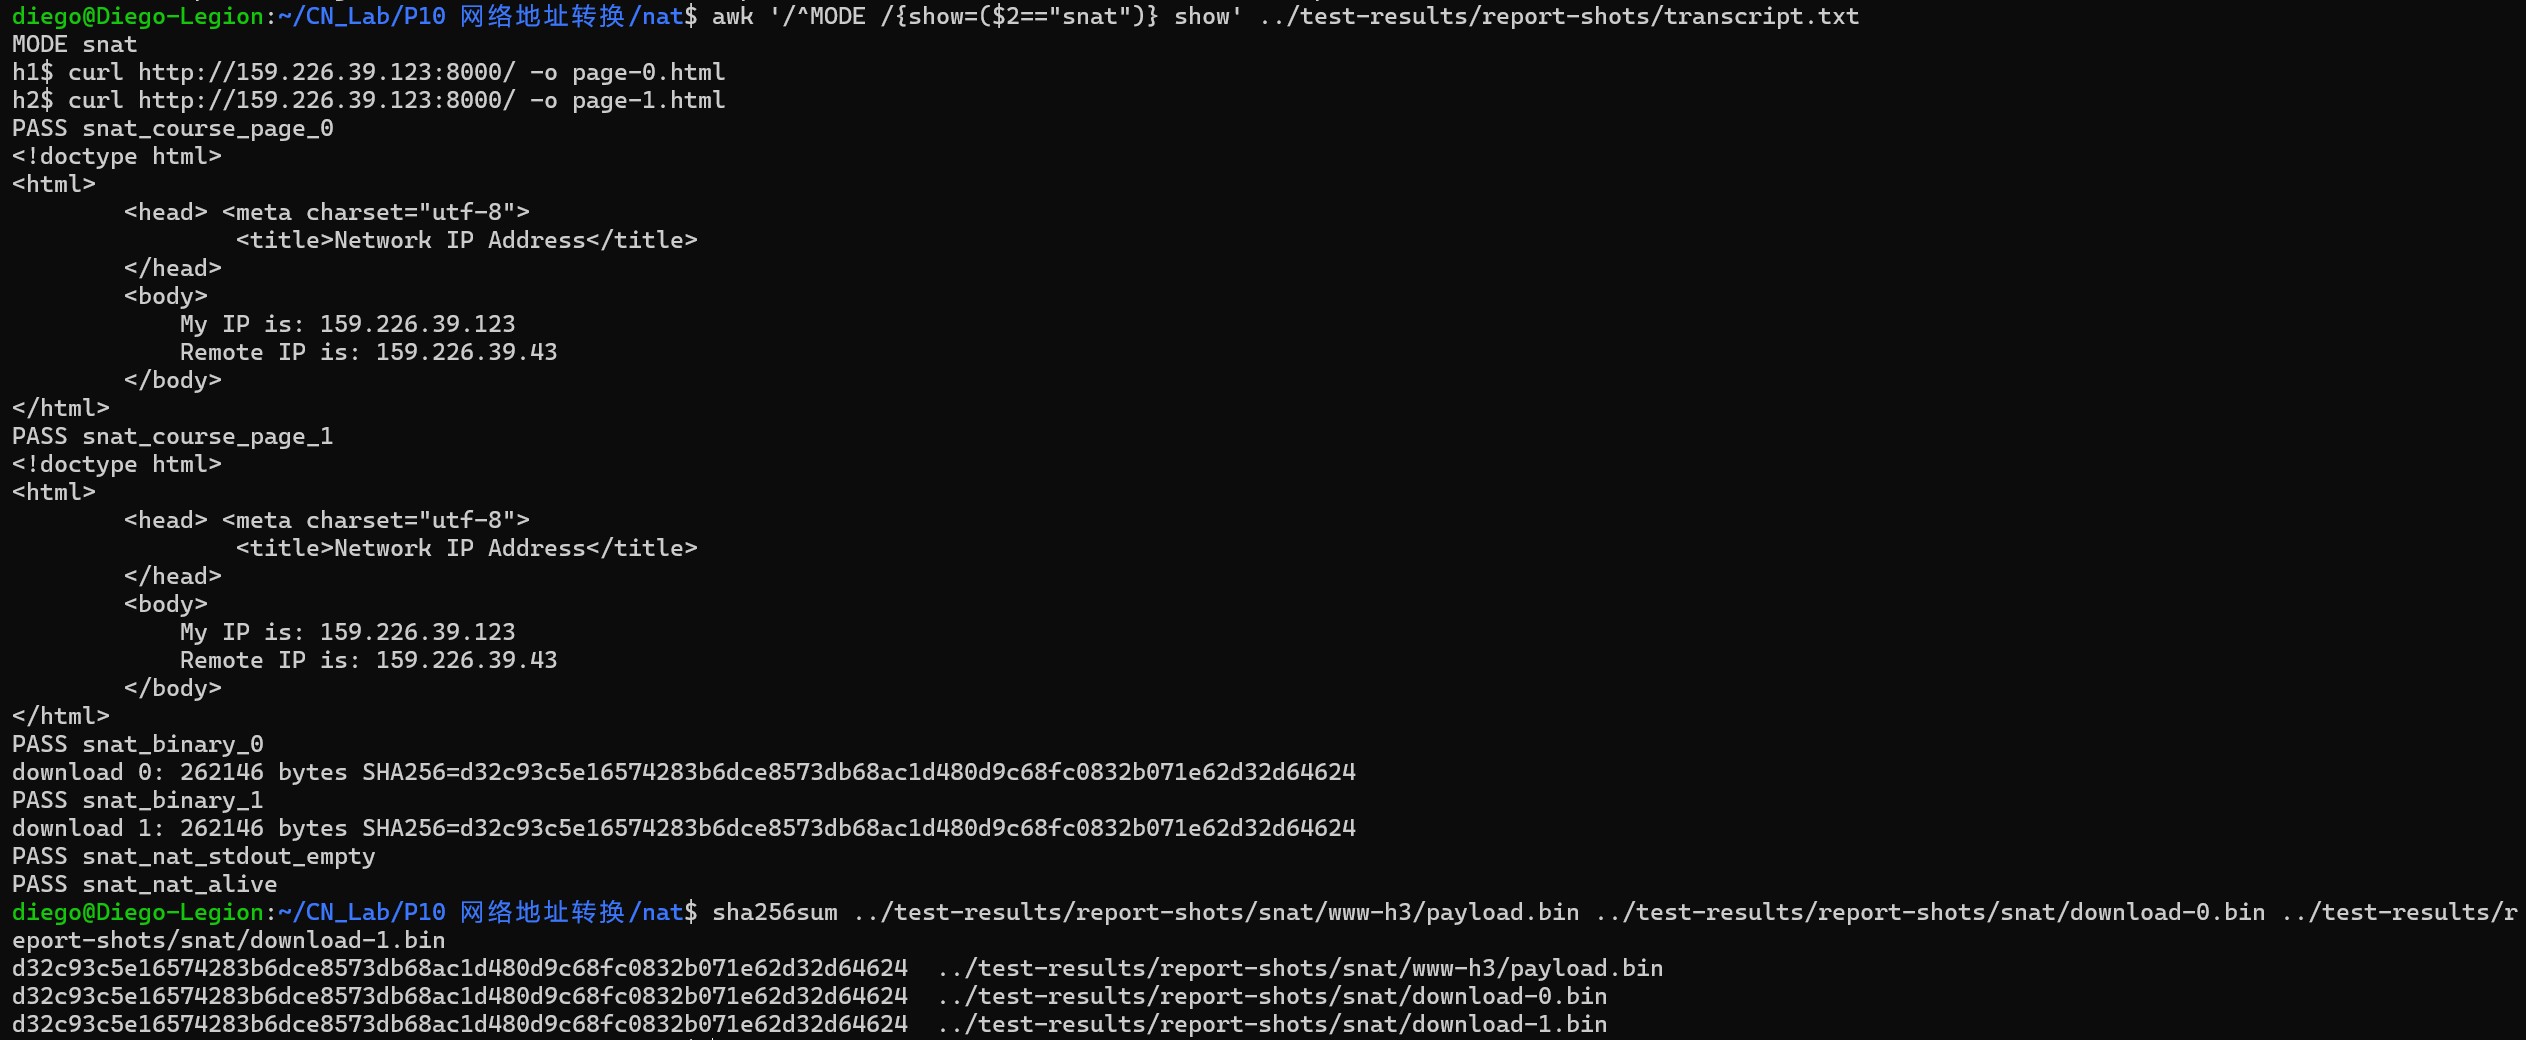 diego@Diego-Legion:~/CN_Lab/P10 网络地址转换/nat$ awk '/^MODE /{show=($2=="snat")} show' ../test-results/report-shots/transcript.txt
MODE snat
h1$ curl http://159.226.39.123:8000/ -o page-0.html
h2$ curl http://159.226.39.123:8000/ -o page-1.html
PASS snat_course_page_0
<!doctype html>
<html>
        <head> <meta charset="utf-8">
                <title>Network IP Address</title>
        </head>
        <body>
            My IP is: 159.226.39.123
            Remote IP is: 159.226.39.43
        </body>
</html>
PASS snat_course_page_1
<!doctype html>
<html>
        <head> <meta charset="utf-8">
                <title>Network IP Address</title>
        </head>
        <body>
            My IP is: 159.226.39.123
            Remote IP is: 159.226.39.43
        </body>
</html>
PASS snat_binary_0
download 0: 262146 bytes SHA256=d32c93c5e16574283b6dce8573db68ac1d480d9c68fc0832b071e62d32d64624
PASS snat_binary_1
download 1: 262146 bytes SHA256=d32c93c5e16574283b6dce8573db68ac1d480d9c68fc0832b071e62d32d64624
PASS snat_nat_stdout_empty
PASS snat_nat_alive
diego@Diego-Legion:~/CN_Lab/P10 网络地址转换/nat$ sha256sum ../test-results/report-shots/snat/www-h3/payload.bin ../test-results/report-shots/snat/download-0.bin ../test-results/r
eport-shots/snat/download-1.bin
d32c93c5e16574283b6dce8573db68ac1d480d9c68fc0832b071e62d32d64624  ../test-results/report-shots/snat/www-h3/payload.bin
d32c93c5e16574283b6dce8573db68ac1d480d9c68fc0832b071e62d32d64624  ../test-results/report-shots/snat/download-0.bin
d32c93c5e16574283b6dce8573db68ac1d480d9c68fc0832b071e62d32d64624  ../test-results/report-shots/snat/download-1.bin